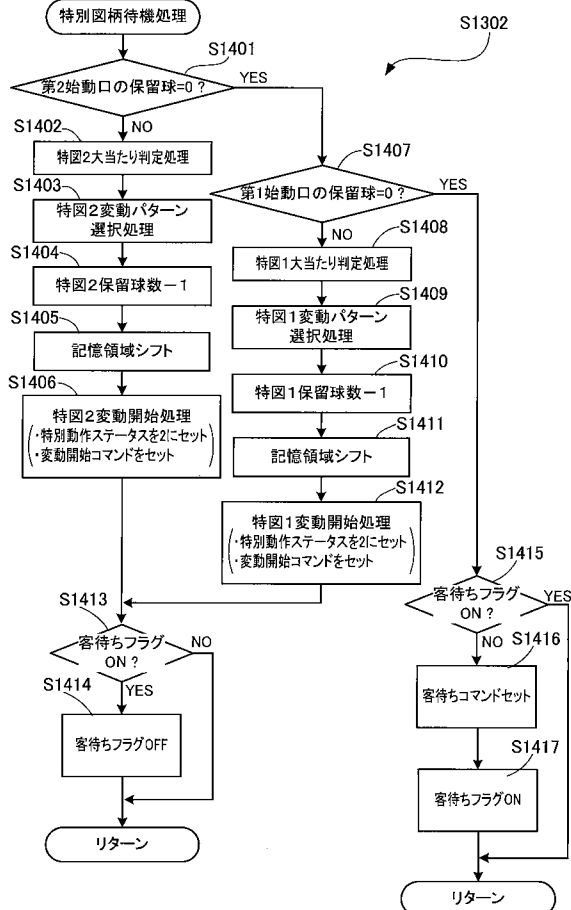 特別図柄待機処理
S1302
S1401
第2始動口の保留球=0？
YES
NO
S1402
特図2大当たり判定処理
S1403
特図2変動パターン
選択処理
S1404
特図2保留球数－1
S1405
記憶領域シフト
S1406
特図2変動開始処理
・特別動作ステータスを2にセット
・変動開始コマンドをセット
S1407
第1始動口の保留球=0？
YES
NO
S1408
特図1大当たり判定処理
S1409
特図1変動パターン
選択処理
S1410
特図1保留球数－1
S1411
記憶領域シフト
S1412
特図1変動開始処理
・特別動作ステータスを2にセット
・変動開始コマンドをセット
S1413
客待ちフラグ
ON？
NO
YES
S1414
客待ちフラグOFF
リターン
S1415
客待ちフラグ
ON？
YES
NO
S1416
客待ちコマンドセット
S1417
客待ちフラグON
リターン